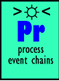 >☼<
Pr
process
event chains